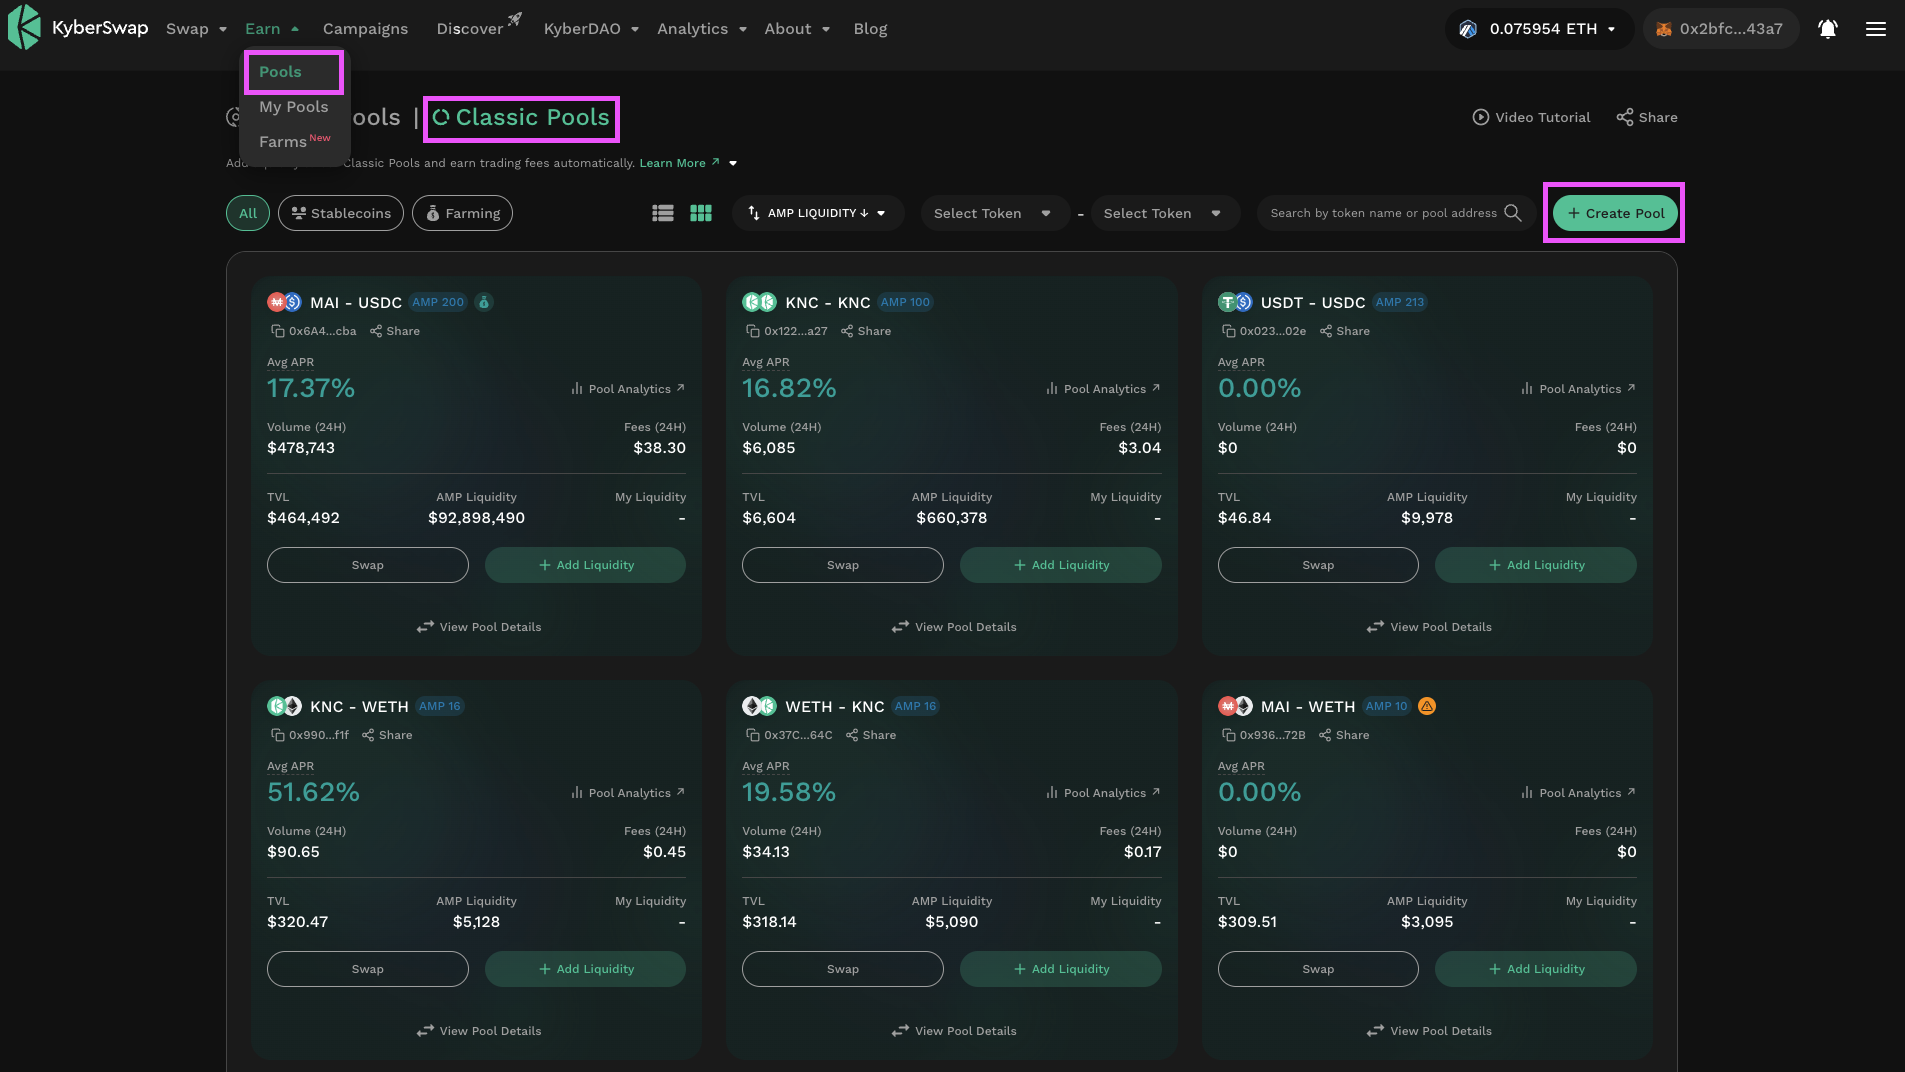 KyberSwap Swap Earn Campaigns Discover KyberDAO Analytics About Blog 0.075954 ETH 0x2bfc...43a7
Pools
My Pools
Farms New
ools | Classic Pools Video Tutorial Share
Add Classic Pools and earn trading fees automatically. Learn More ↗
All Stablecoins Farming AMP LIQUIDITY ↓ Select Token - Select Token Search by token name or pool address + Create Pool
MAI - USDC AMP 200 KNC - KNC AMP 100 USDT - USDC AMP 213
0x6A4...cba Share 0x122...a27 Share 0x023...02e Share
Avg APR Avg APR Avg APR
17.37% Pool Analytics ↗ 16.82% Pool Analytics ↗ 0.00% Pool Analytics ↗
Volume (24H) Fees (24H) Volume (24H) Fees (24H) Volume (24H) Fees (24H)
$478,743 $38.30 $6,085 $3.04 $0 $0
TVL AMP Liquidity My Liquidity TVL AMP Liquidity My Liquidity TVL AMP Liquidity My Liquidity
$464,492 $92,898,490 - $6,604 $660,378 - $46.84 $9,978 -
Swap + Add Liquidity Swap + Add Liquidity Swap + Add Liquidity
View Pool Details View Pool Details View Pool Details
KNC - WETH AMP 16 WETH - KNC AMP 16 MAI - WETH AMP 10
0x990...f1f Share 0x37C...64C Share 0x936...72B Share
Avg APR Avg APR Avg APR
51.62% Pool Analytics ↗ 19.58% Pool Analytics ↗ 0.00% Pool Analytics ↗
Volume (24H) Fees (24H) Volume (24H) Fees (24H) Volume (24H) Fees (24H)
$90.65 $0.45 $34.13 $0.17 $0 $0
TVL AMP Liquidity My Liquidity TVL AMP Liquidity My Liquidity TVL AMP Liquidity My Liquidity
$320.47 $5,128 - $318.14 $5,090 - $309.51 $3,095 -
Swap + Add Liquidity Swap + Add Liquidity Swap + Add Liquidity
View Pool Details View Pool Details View Pool Details